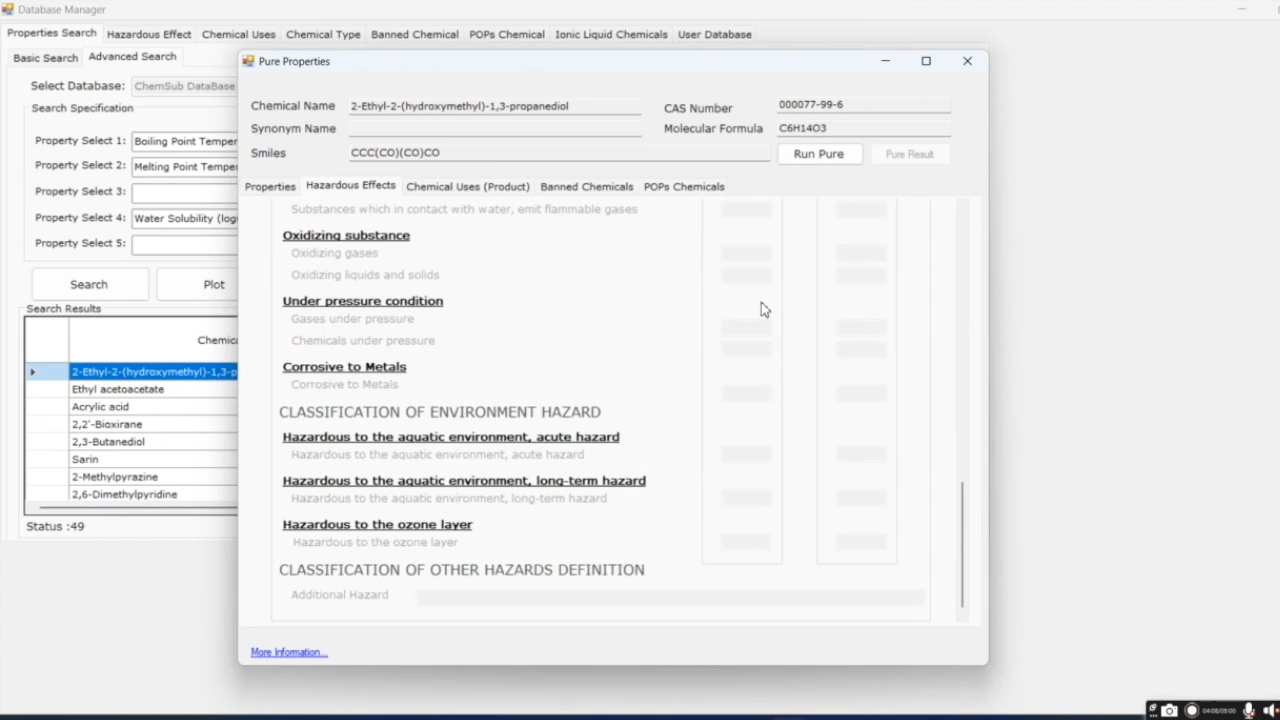 Database Manager
Properties Search Hazardous Effect Chemical Uses Chemical Type Banned Chemical POPs Chemical Ionic Liquid Chemicals User Database
Basic Search Advanced Search
Select Database: ChemSub DataBase
Search Specification
Property Select 1: Boiling Point Temper
Property Select 2: Melting Point Temper
Property Select 3:
Property Select 4: Water Solubility (log
Property Select 5:
Search Plot
Search Results
Chemic
2-Ethyl-2-(hydroxymethyl)-1,3-p
Ethyl acetoacetate
Acrylic acid
2,2'-Bioxirane
2,3-Butanediol
Sarin
2-Methylpyrazine
2,6-Dimethylpyridine
Status :49
Pure Properties
Chemical Name 2-Ethyl-2-(hydroxymethyl)-1,3-propanediol CAS Number 000077-99-6
Synonym Name Molecular Formula C6H14O3
Smiles CCC(CO)(CO)CO Run Pure Pure Result
Properties Hazardous Effects Chemical Uses (Product) Banned Chemicals POPs Chemicals
Substances which in contact with water, emit flammable gases
Oxidizing substance
Oxidizing gases
Oxidizing liquids and solids
Under pressure condition
Gases under pressure
Chemicals under pressure
Corrosive to Metals
Corrosive to Metals
CLASSIFICATION OF ENVIRONMENT HAZARD
Hazardous to the aquatic environment, acute hazard
Hazardous to the aquatic environment, acute hazard
Hazardous to the aquatic environment, long-term hazard
Hazardous to the aquatic environment, long-term hazard
Hazardous to the ozone layer
Hazardous to the ozone layer
CLASSIFICATION OF OTHER HAZARDS DEFINITION
Additional Hazard
More Information...